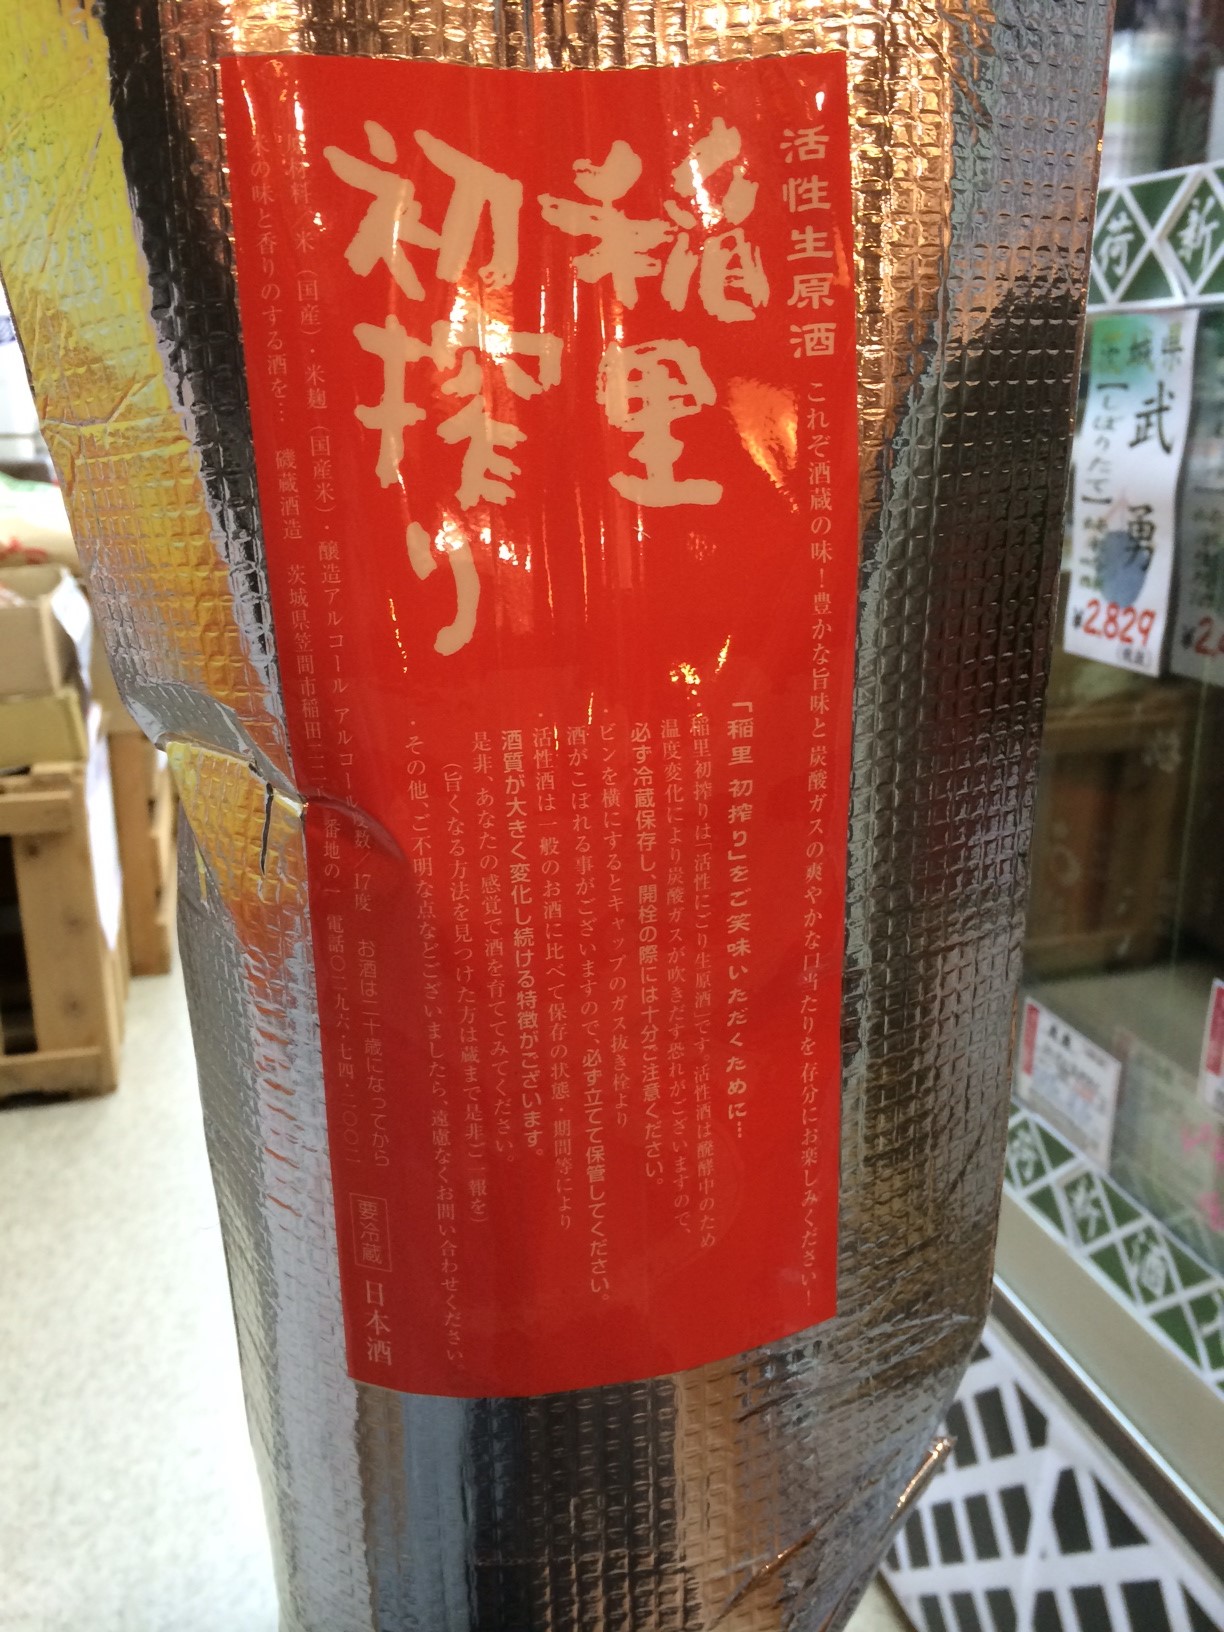 活性生原酒
これぞ酒蔵の味！豊かな旨味と炭酸ガスの爽やかな口当たりを存分にお楽しみください！
稲里
初搾り
「稲里 初搾り」をご笑味いただくために…
・稲里初搾りは「活性にごり生原酒」です。活性酒は醗酵中のため
温度変化により炭酸ガスが吹きだす恐れがございますので、
必ず冷蔵保存し、開栓の際には十分ご注意ください。
・ビンを横にするとキャップのガス抜き栓より
酒がこぼれる事がございますので、必ず立てて保管してください。
・活性酒は一般のお酒に比べて保存の状態・期間等により
酒質が大きく変化し続ける特徴がございます。
是非、あなたの感覚で酒を育ててみてください。
（旨くなる方法を見つけた方は蔵まで是非ご一報を）
・その他、ご不明な点などございましたら、遠慮なくお問い合わせください。
原材料／米（国産）・米麹（国産米）・醸造アルコール アルコール分数／17度 お酒は二十歳になってから 要冷蔵 日本酒
米の味と香りのする酒を… 磯蔵酒造 茨城県笠間市稲田 番地の一 電話〇二九六・七四・二〇〇二
新
荷
茨城県
武勇
【しぼりたて】
¥2,829
(税抜)
吟
酒